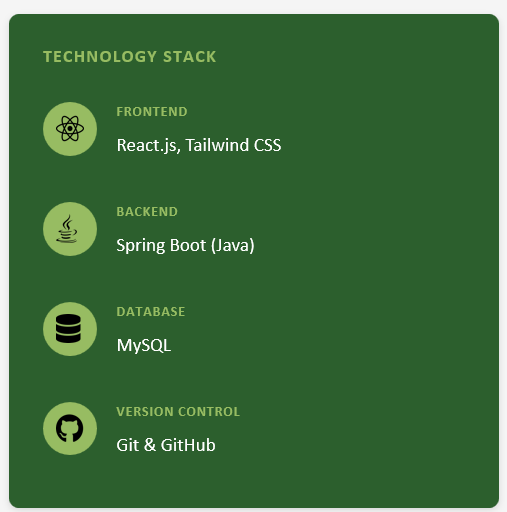 TECHNOLOGY STACK
FRONTEND
React.js, Tailwind CSS
BACKEND
Spring Boot (Java)
DATABASE
MySQL
VERSION CONTROL
Git & GitHub